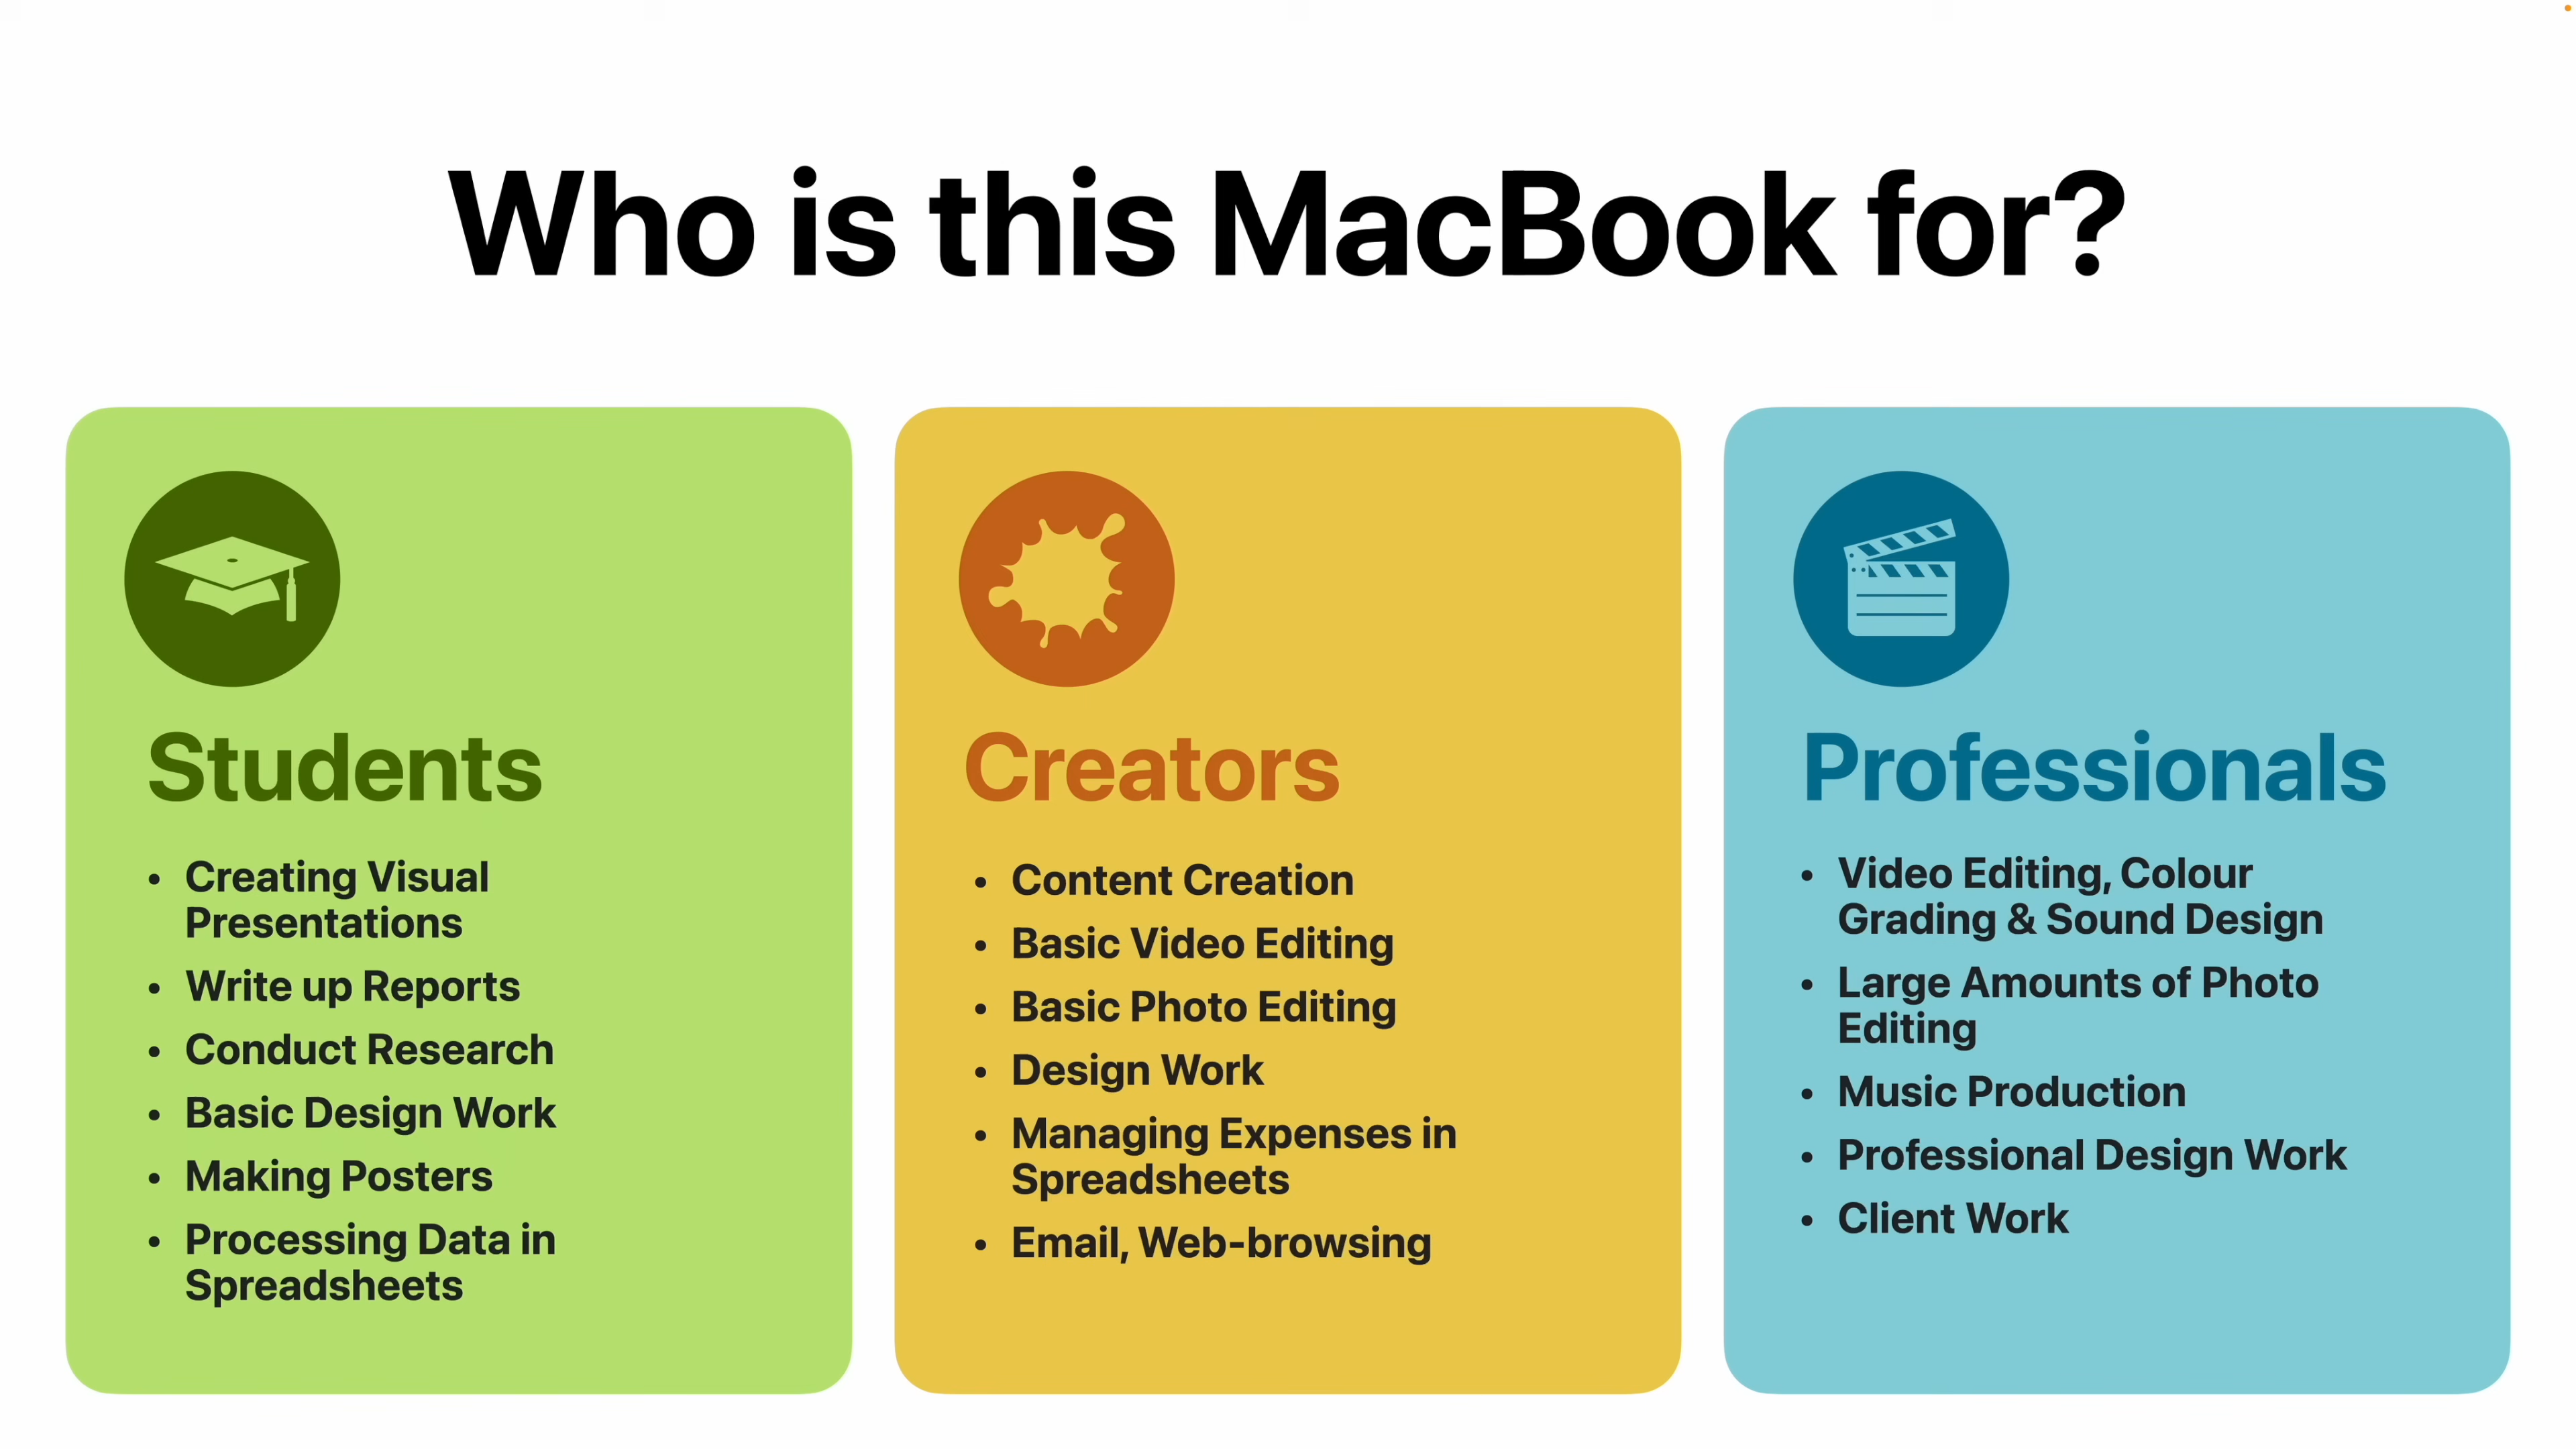 Who is this MacBook for?
Students
• Creating Visual
Presentations
• Write up Reports
• Conduct Research
• Basic Design Work
• Making Posters
• Processing Data in
Spreadsheets
Creators
• Content Creation
• Basic Video Editing
• Basic Photo Editing
• Design Work
• Managing Expenses in
Spreadsheets
• Email, Web-browsing
Professionals
• Video Editing, Colour
Grading & Sound Design
• Large Amounts of Photo
Editing
• Music Production
• Professional Design Work
• Client Work